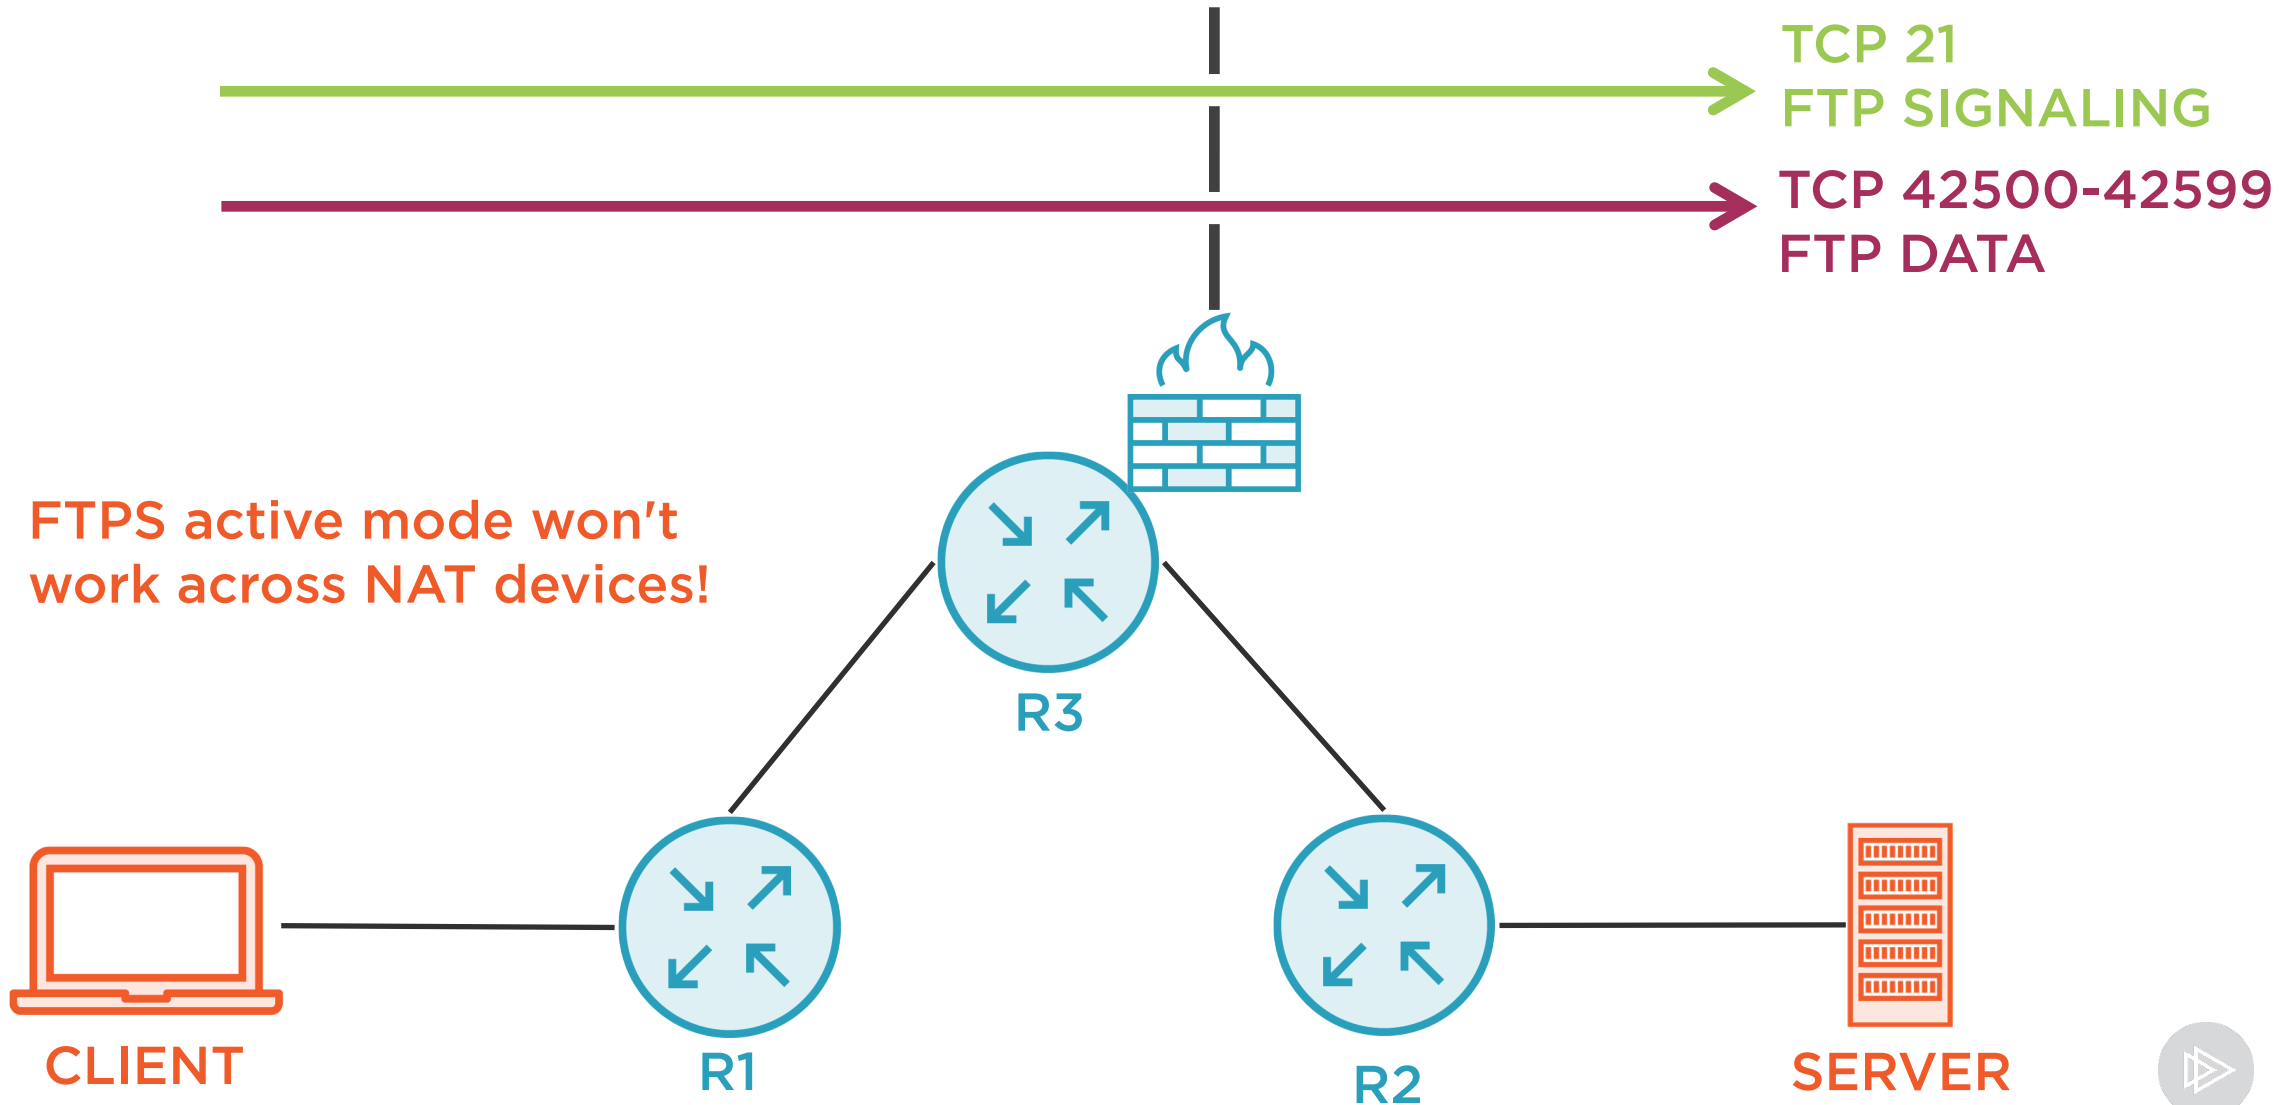 TCP 21
FTP SIGNALING
TCP 42500-42599
FTP DATA
FTPS active mode won't
work across NAT devices!
R3
CLIENT
R1
R2
SERVER